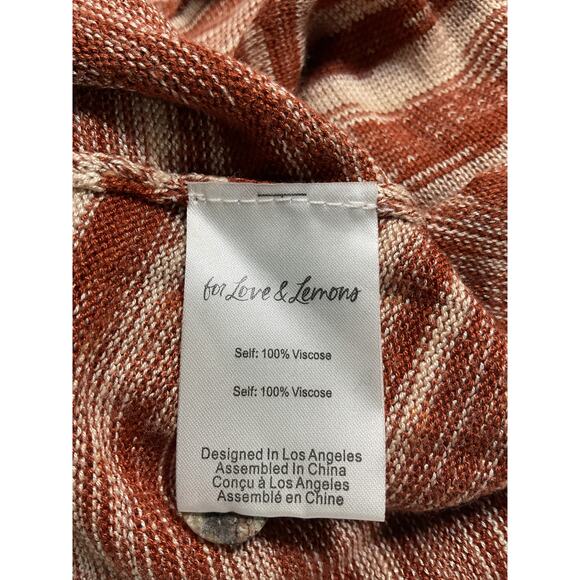 for Love & Lemons
Self: 100% Viscose
Self: 100% Viscose
Designed In Los Angeles
Assembled In China
Conçu à Los Angeles
Assemblé en Chine